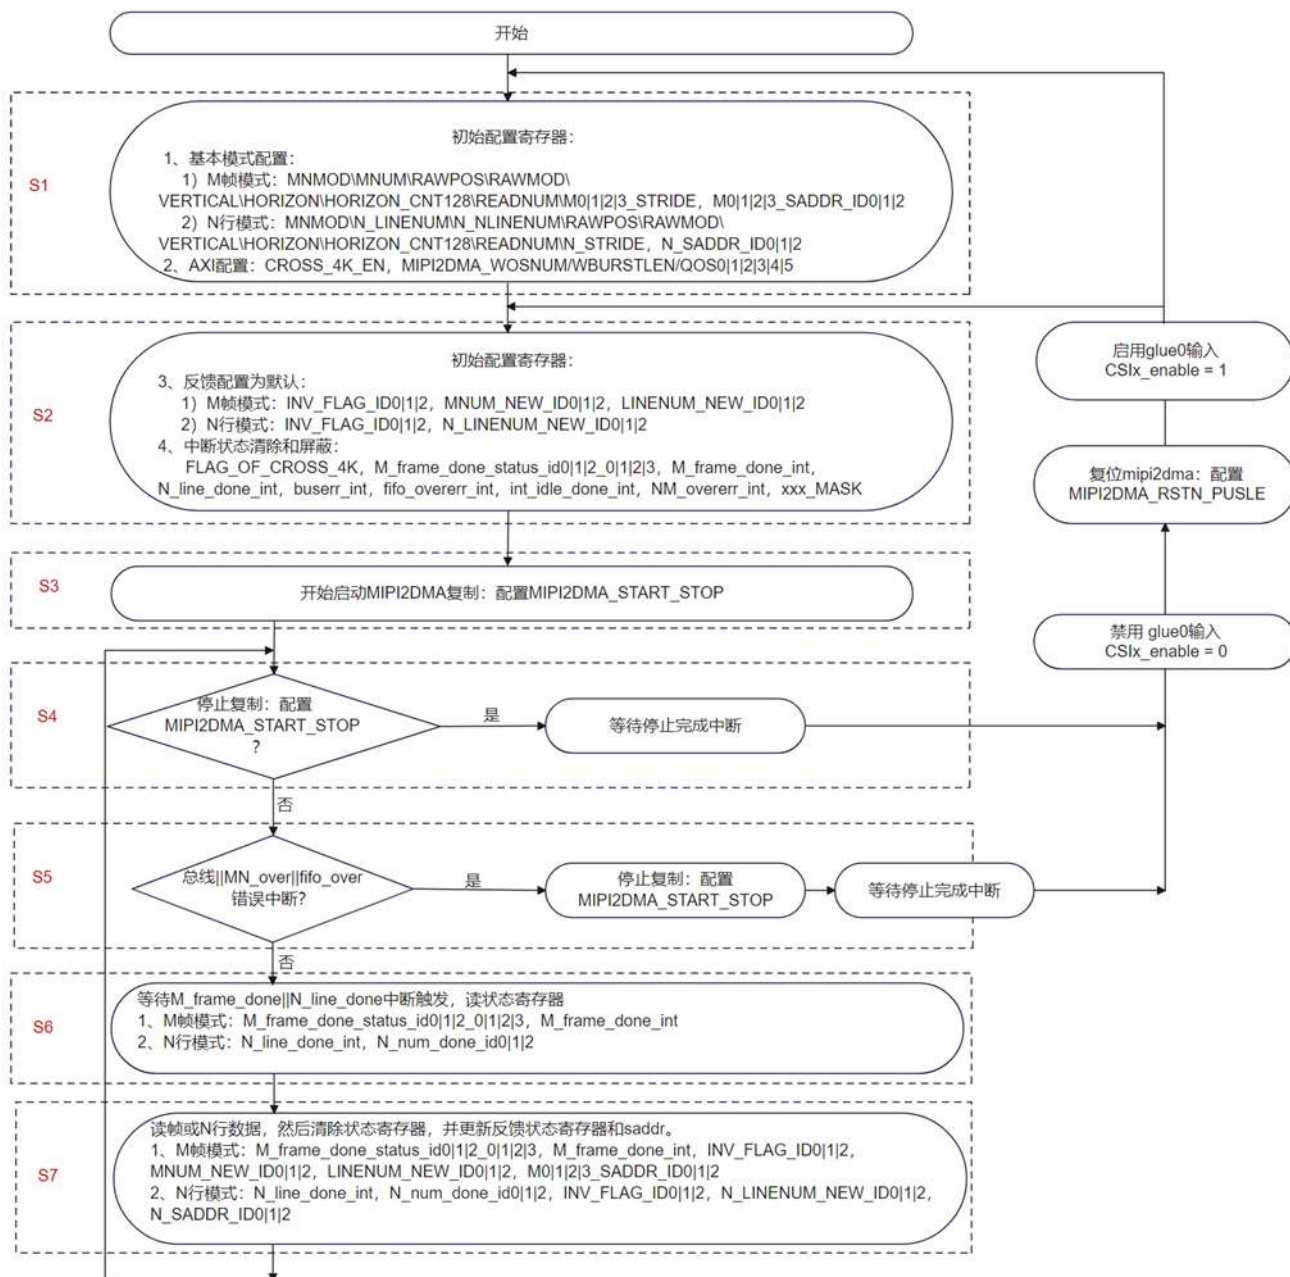 开始
S1
初始配置寄存器：
1、基本模式配置：
1）M帧模式：MNMOD\MNUM\RAWPOS\RAWMOD\
VERTICAL\HORIZON\HORIZON_CNT128\READNUM\M0|1|2|3_STRIDE，M0|1|2|3_SADDR_ID0|1|2
2）N行模式：MNMOD\N_LINENUM\N_NLINENUM\RAWPOS\RAWMOD\
VERTICAL\HORIZON\HORIZON_CNT128\READNUM\N_STRIDE，N_SADDR_ID0|1|2
2、AXI配置：CROSS_4K_EN，MIPI2DMA_WOSNUM/WBURSTLEN/QOS0|1|2|3|4|5
S2
初始配置寄存器：
3、反馈配置为默认：
1）M帧模式：INV_FLAG_ID0|1|2，MNUM_NEW_ID0|1|2，LINENUM_NEW_ID0|1|2
2）N行模式：INV_FLAG_ID0|1|2，N_LINENUM_NEW_ID0|1|2
4、中断状态清除和屏蔽：
FLAG_OF_CROSS_4K，M_frame_done_status_id0|1|2_0|1|2|3，M_frame_done_int，
N_line_done_int，buserr_int，fifo_overerr_int，int_idle_done_int，NM_overerr_int，xxx_MASK
启用glue0输入
CSIx_enable = 1
复位mipi2dma：配置
MIPI2DMA_RSTN_PUSLE
禁用 glue0输入
CSIx_enable = 0
S3
开始启动MIPI2DMA复制：配置MIPI2DMA_START_STOP
S4
停止复制：配置
MIPI2DMA_START_STOP
？
是
等待停止完成中断
否
S5
总线||MN_over||fifo_over
错误中断?
是
停止复制：配置
MIPI2DMA_START_STOP
等待停止完成中断
否
S6
等待M_frame_done||N_line_done中断触发，读状态寄存器
1、M帧模式：M_frame_done_status_id0|1|2_0|1|2|3，M_frame_done_int
2、N行模式：N_line_done_int，N_num_done_id0|1|2
S7
读帧或N行数据，然后清除状态寄存器，并更新反馈状态寄存器和saddr。
1、M帧模式：M_frame_done_status_id0|1|2_0|1|2|3，M_frame_done_int，INV_FLAG_ID0|1|2，
MNUM_NEW_ID0|1|2，LINENUM_NEW_ID0|1|2，M0|1|2|3_SADDR_ID0|1|2
2、N行模式：N_line_done_int，N_num_done_id0|1|2，INV_FLAG_ID0|1|2，N_LINENUM_NEW_ID0|1|2，
N_SADDR_ID0|1|2